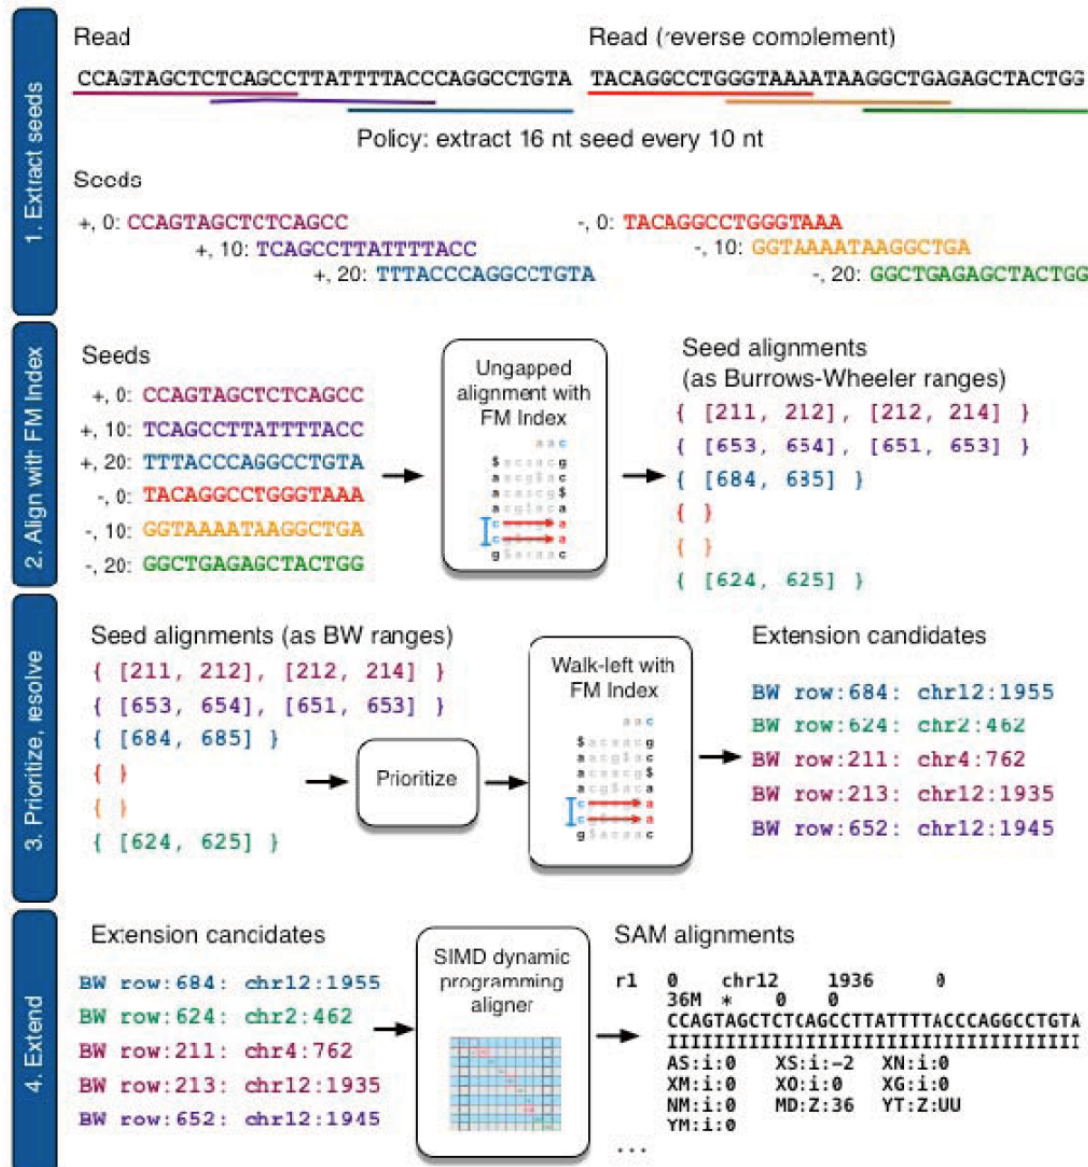 1. Extract seeds
Read
Read (reverse complement)
CCAGTAGCTCTCAGCCTTATTTTACCCAGGCCTGTA
TACAGGCCTGGGTAAAATAAGGCTGAGAGCTACTGG
Policy: extract 16 nt seed every 10 nt
Seeds
+, 0: CCAGTAGCTCTCAGCC
-, 0: TACAGGCCTGGGTAAA
+, 10: TCAGCCTTATTTTACC
-, 10: GGTAAAATAAGGCTGA
+, 20: TTTACCCAGGCCTGTA
-, 20: GGCTGAGAGCTACTGG
2. Align with FM Index
Seeds
+, 0: CCAGTAGCTCTCAGCC
+, 10: TCAGCCTTATTTTACC
+, 20: TTTACCCAGGCCTGTA
-, 0: TACAGGCCTGGGTAAA
-, 10: GGTAAAATAAGGCTGA
-, 20: GGCTGAGAGCTACTGG
Ungapped
alignment with
FM Index
a a c
$ a c a a c g
a a c g $ a c
a c a a c g $
a c g $ a c a
c a
c a
g $ a c a a c
Seed alignments
(as Burrows-Wheeler ranges)
{ [211, 212], [212, 214] }
{ [653, 654], [651, 653] }
{ [684, 685] }
{ }
{ }
{ [624, 625] }
3. Prioritize, resolve
Seed alignments (as BW ranges)
{ [211, 212], [212, 214] }
{ [653, 654], [651, 653] }
{ [684, 685] }
{ }
{ }
{ [624, 625] }
Prioritize
Walk-left with
FM Index
a a c
$ a c a a c g
a a c g $ a c
a c a a c g $
a c g $ a c a
c a
c a
g $ a c a a c
Extension candidates
BW row:684: chr12:1955
BW row:624: chr2:462
BW row:211: chr4:762
BW row:213: chr12:1935
BW row:652: chr12:1945
4. Extend
Extension candidates
BW row:684: chr12:1955
BW row:624: chr2:462
BW row:211: chr4:762
BW row:213: chr12:1935
BW row:652: chr12:1945
SIMD dynamic
programming
aligner
SAM alignments
r1 0 chr12 1936 0
36M * 0 0
CCAGTAGCTCTCAGCCTTATTTTACCCAGGCCTGTA
IIIIIIIIIIIIIIIIIIIIIIIIIIIIIIIIIIII
AS:i:0 XS:i:-2 XN:i:0
XM:i:0 XO:i:0 XG:i:0
NM:i:0 MD:Z:36 YT:Z:UU
YM:i:0
...